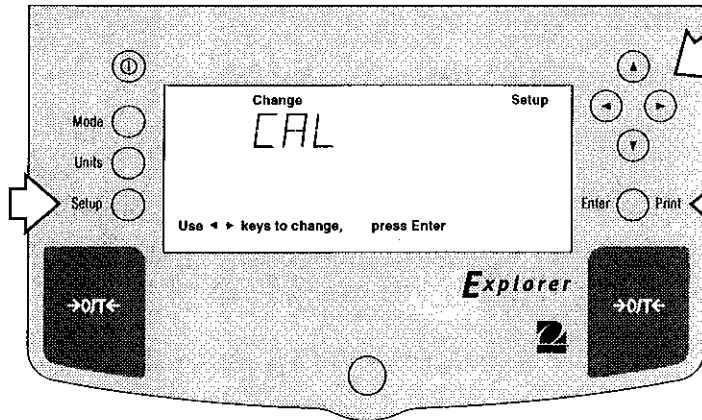 Change Setup
Mode
CAL
Units
Setup
Enter Print
Use ◄ ► keys to change, press Enter
Explorer
→0/T←
→0/T←